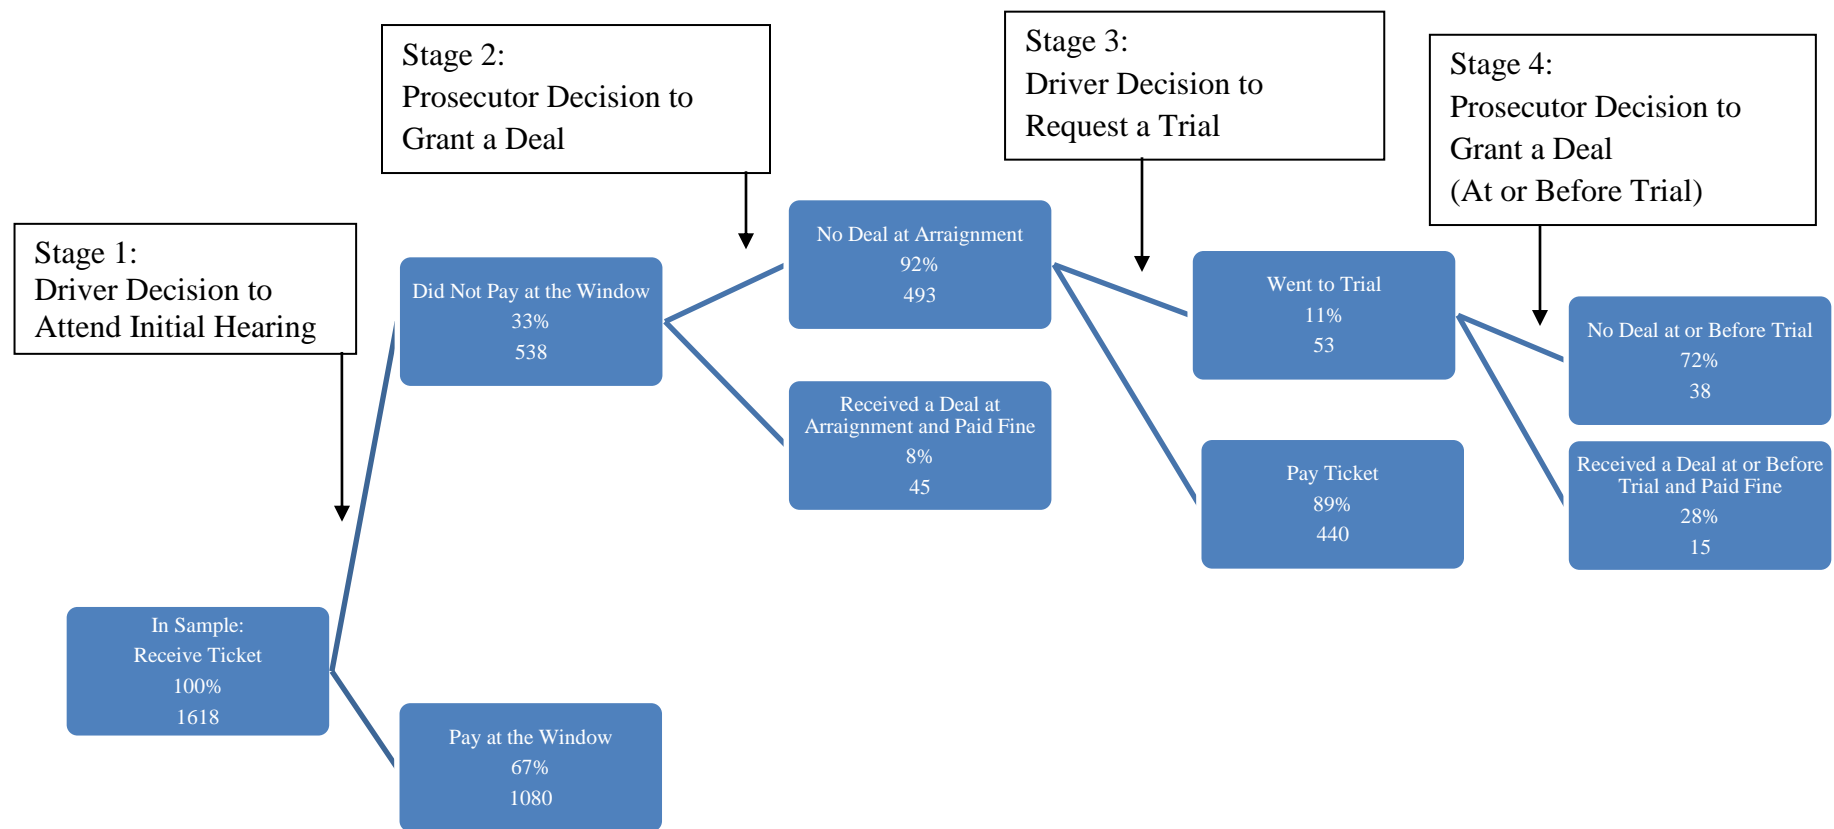 Stage 1:
Driver Decision to
Attend Initial Hearing
Stage 2:
Prosecutor Decision to
Grant a Deal
Stage 3:
Driver Decision to
Request a Trial
Stage 4:
Prosecutor Decision to
Grant a Deal
(At or Before Trial)
In Sample:
Receive Ticket
100%
1618
Did Not Pay at the Window
33%
538
Pay at the Window
67%
1080
No Deal at Arraignment
92%
493
Received a Deal at
Arraignment and Paid Fine
8%
45
Went to Trial
11%
53
Pay Ticket
89%
440
No Deal at or Before Trial
72%
38
Received a Deal at or Before
Trial and Paid Fine
28%
15